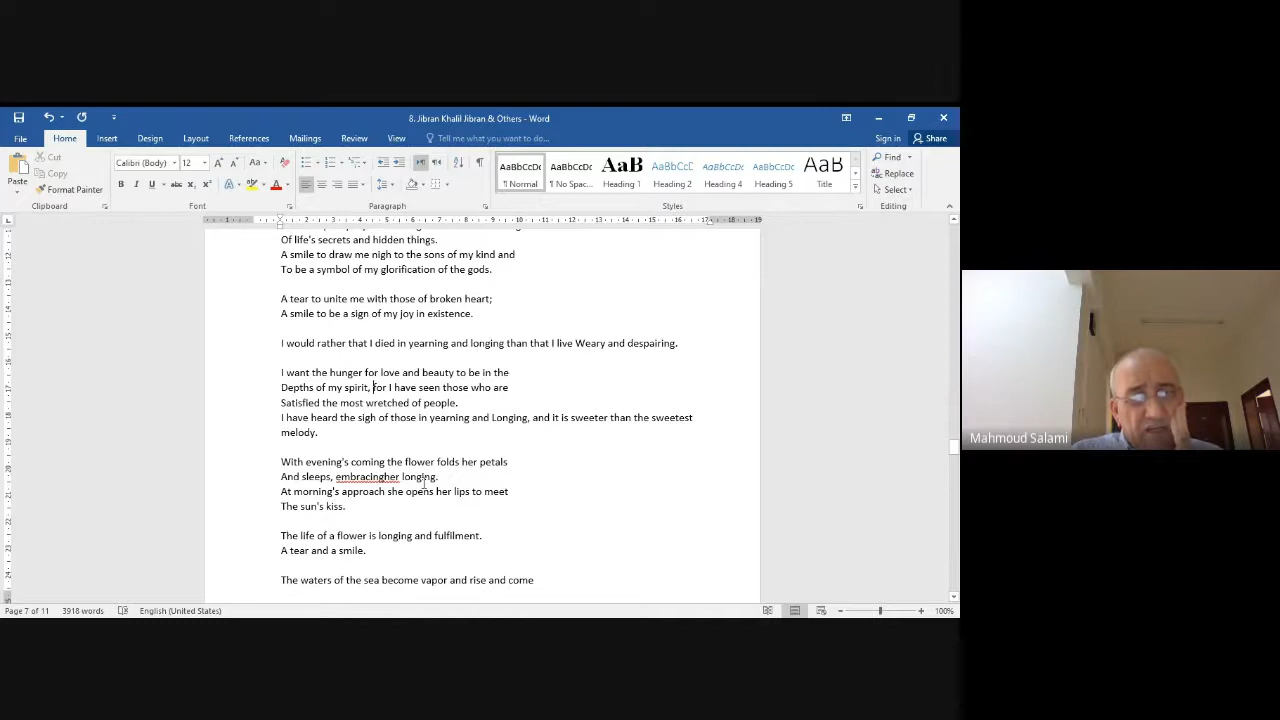 8. Jibran Khalil Jibran & Others - Word
File Home Insert Design Layout References Mailings Review View Tell me what you want to do... Sign in Share
Paste Cut Copy Format Painter Clipboard
Calibri (Body) 12 Font
Paragraph
AaBbCcDc ¶ Normal AaBbCcDc ¶ No Spac... AaB Heading 1 AaBbCcC Heading 2 AaBbCcDc Heading 4 AaBbCcDc Heading 5 AaB Title Styles
Find Replace Select Editing
Of life's secrets and hidden things.
A smile to draw me nigh to the sons of my kind and
To be a symbol of my glorification of the gods.
A tear to unite me with those of broken heart;
A smile to be a sign of my joy in existence.
I would rather that I died in yearning and longing than that I live Weary and despairing.
I want the hunger for love and beauty to be in the
Depths of my spirit, for I have seen those who are
Satisfied the most wretched of people.
I have heard the sigh of those in yearning and Longing, and it is sweeter than the sweetest
melody.
With evening's coming the flower folds her petals
And sleeps, embracingher longing.
At morning's approach she opens her lips to meet
The sun's kiss.
The life of a flower is longing and fulfilment.
A tear and a smile.
The waters of the sea become vapor and rise and come
Page 7 of 11 3918 words English (United States) 100%
Mahmoud Salami